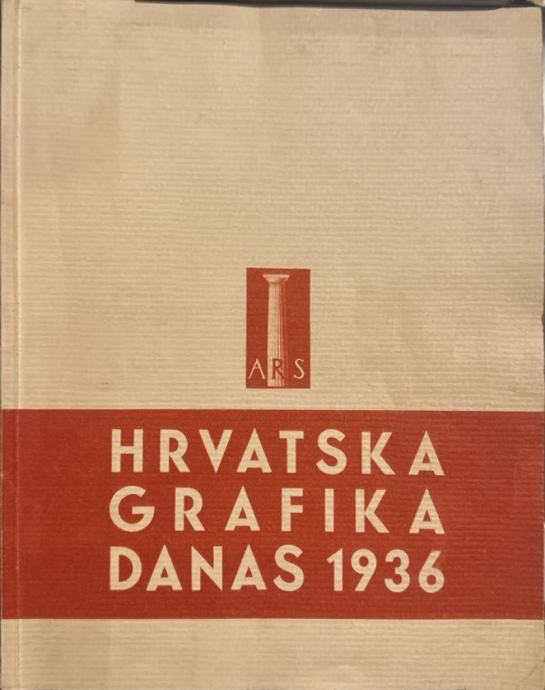 ARS
HRVATSKA
GRAFIKA
DANAS 1936